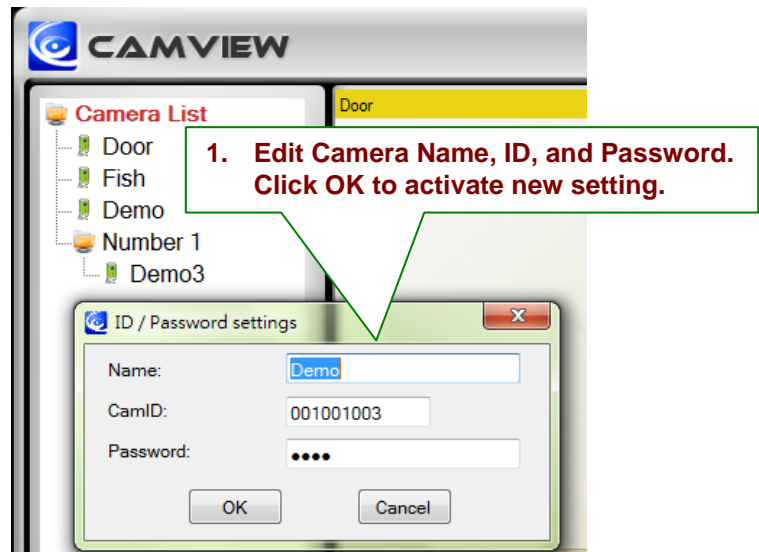 CAMVIEW
Camera List
Door
Fish
Demo
Number 1
Demo3
Door
1. Edit Camera Name, ID, and Password.
Click OK to activate new setting.
ID / Password settings
Name:
Demo
CamID:
001001003
Password:
••••
OK
Cancel